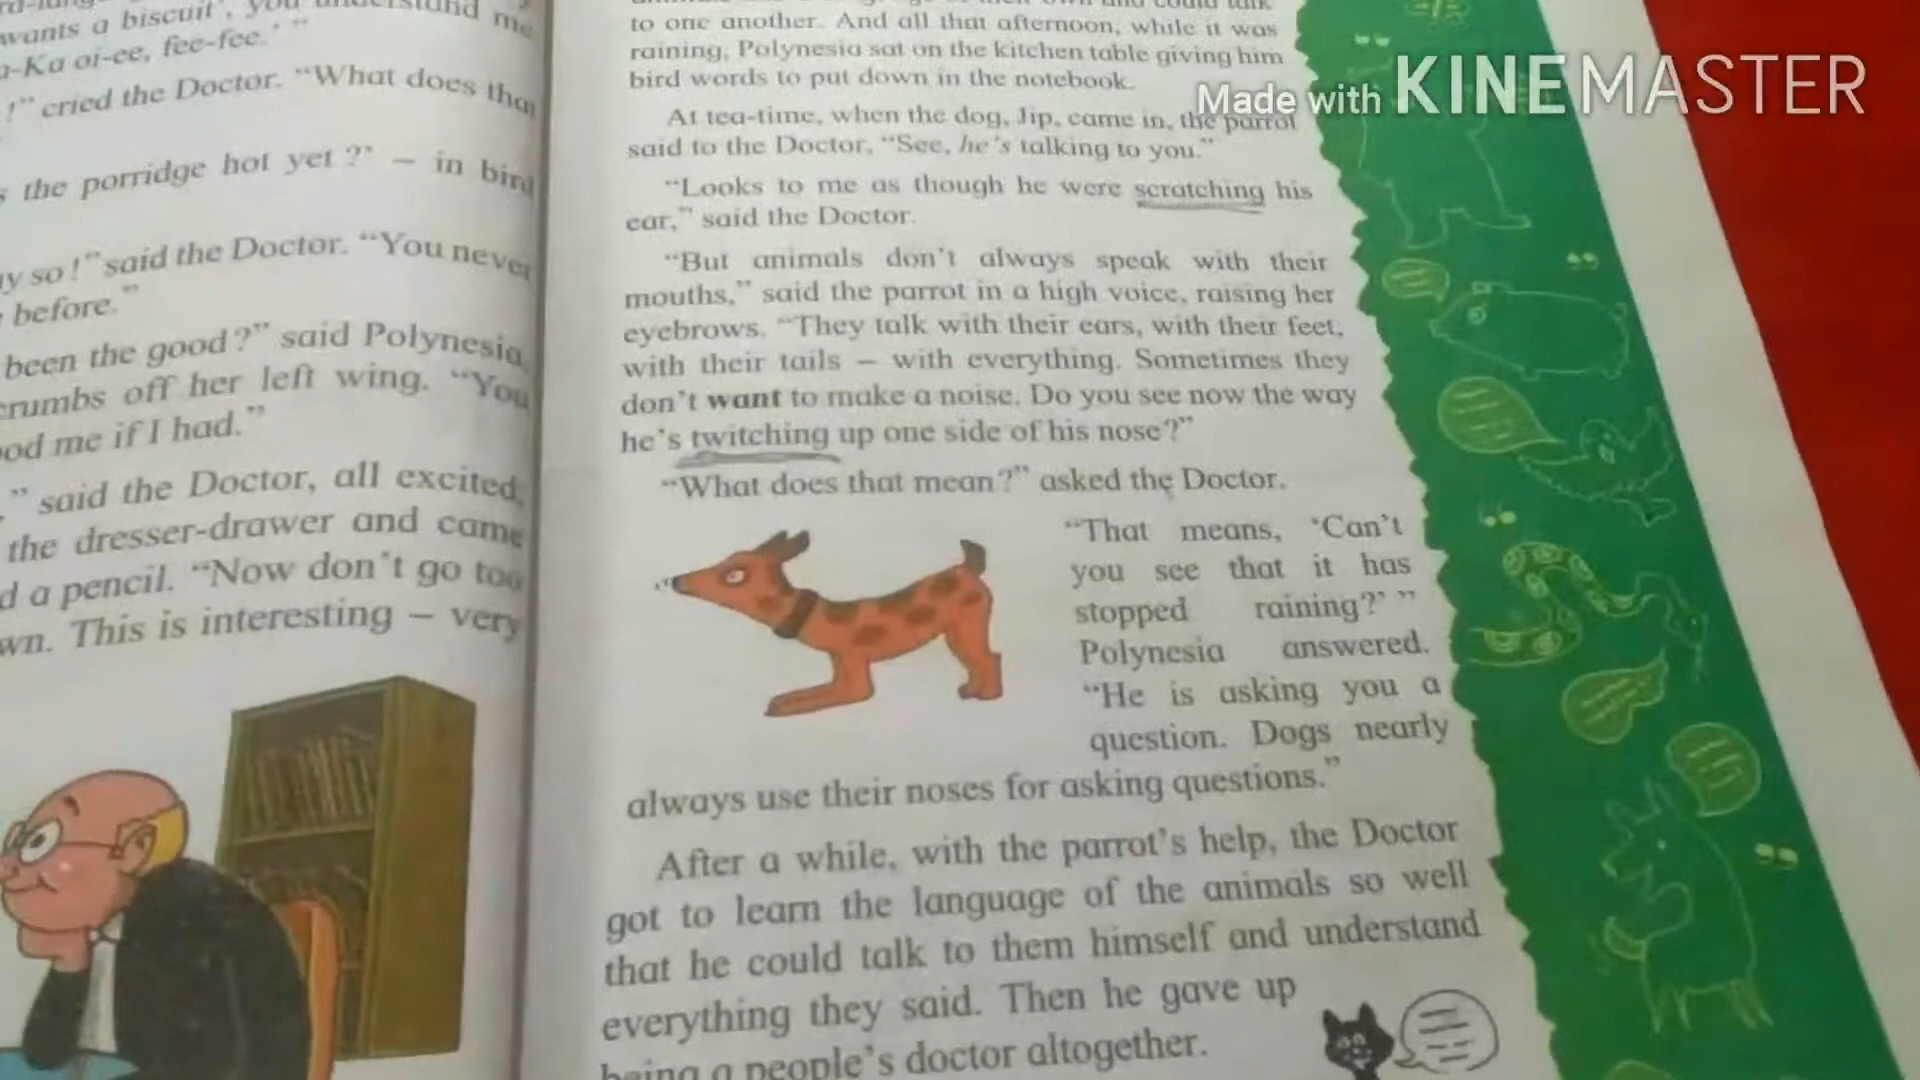 wants a biscuit', you understand me
-Ka oi-ee, fee-fee.' "
!" cried the Doctor. "What does that
the porridge hot yet ?' – in bird
so !" said the Doctor. "You never
before."
been the good?" said Polynesia,
crumbs off her left wing. "You
me if I had."
" said the Doctor, all excited,
the dresser-drawer and came
a pencil. "Now don't go too
This is interesting – very
to one another. And all that afternoon, while it was
raining, Polynesia sat on the kitchen table giving him
bird words to put down in the notebook.
At tea-time, when the dog, Jip, came in, the parrot
said to the Doctor, "See, he's talking to you."
"Looks to me as though he were scratching his
ear," said the Doctor.
"But animals don't always speak with their
mouths," said the parrot in a high voice, raising her
eyebrows. "They talk with their ears, with their feet,
with their tails – with everything. Sometimes they
don't want to make a noise. Do you see now the way
he's twitching up one side of his nose?"
"What does that mean?" asked the Doctor.
"That means, 'Can't
you see that it has
stopped raining?' "
Polynesia answered.
"He is asking you a
question. Dogs nearly
always use their noses for asking questions."
After a while, with the parrot's help, the Doctor
got to learn the language of the animals so well
that he could talk to them himself and understand
everything they said. Then he gave up
being a people's doctor altogether.
Made with KINEMASTER